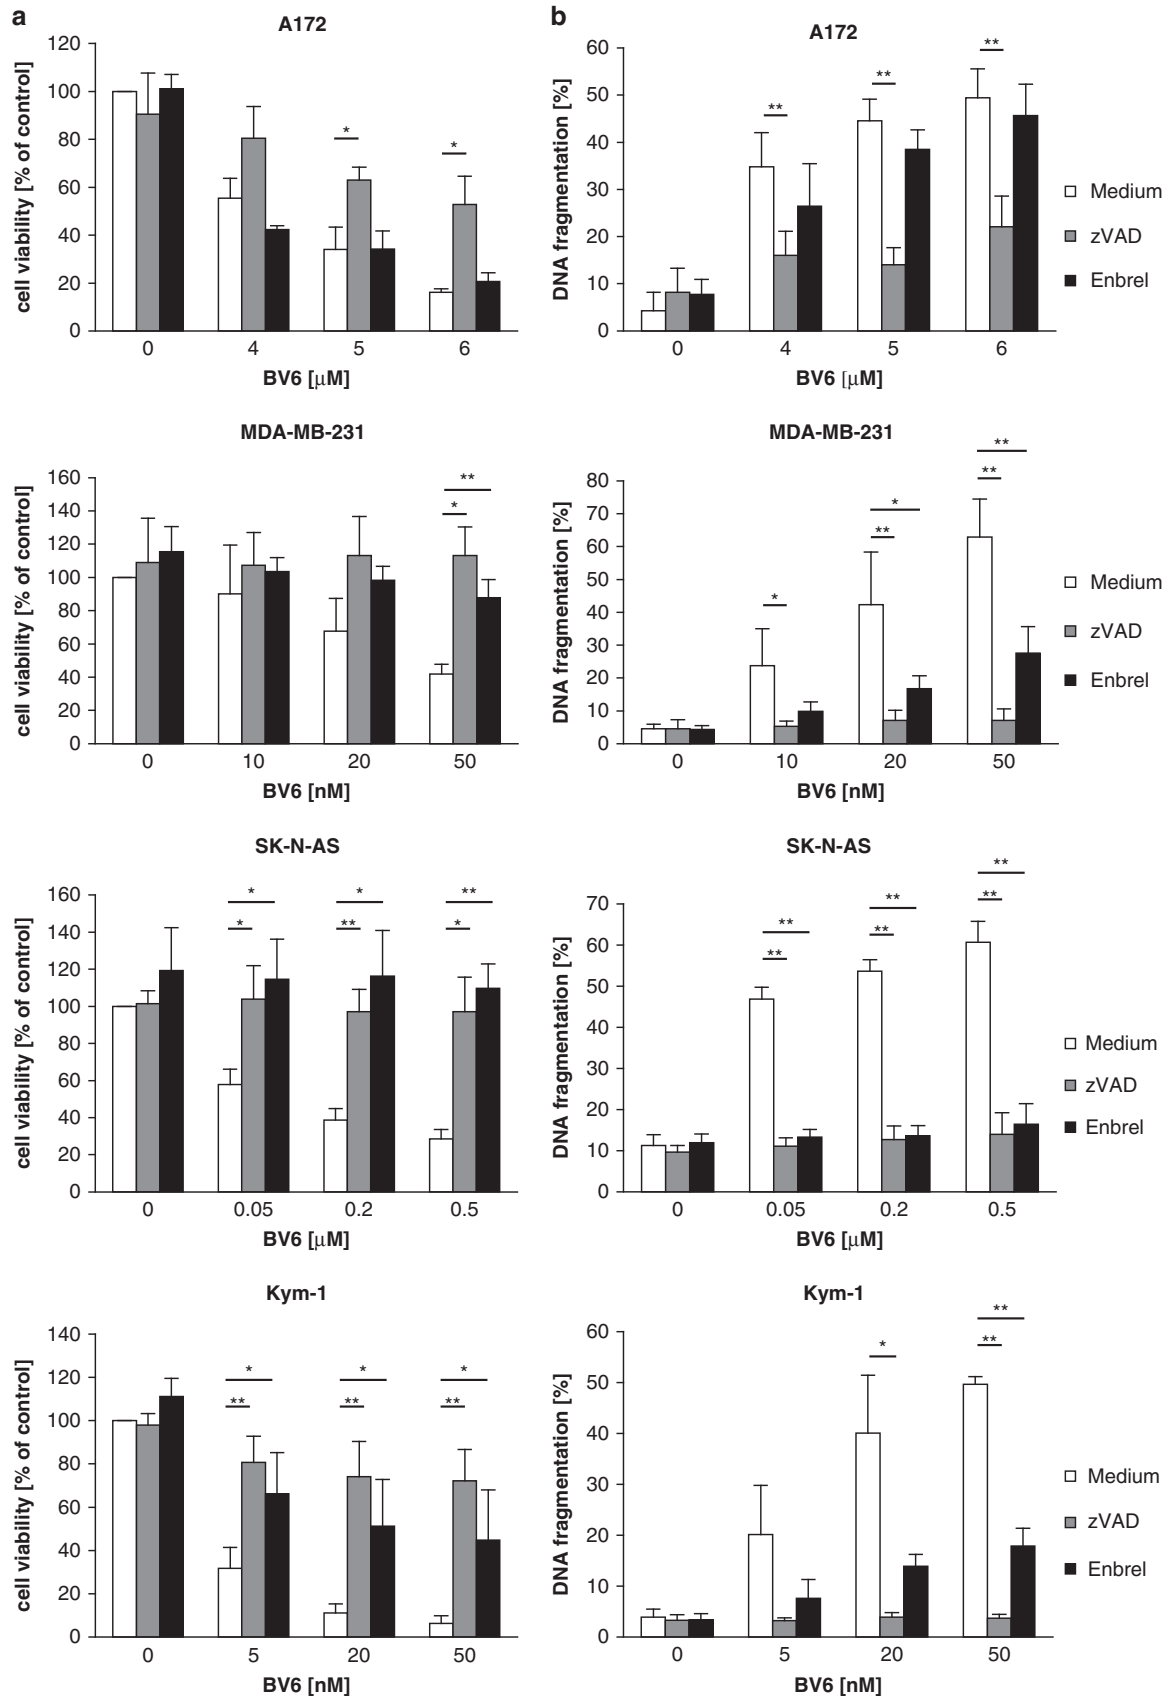 a
b
A172
cell viability [% of control]
120
100
80
60
40
20
0
* *
0 4 5 6
BV6 [μM]
A172
DNA fragmentation [%]
60
50
40
30
20
10
0
** ** **
0 4 5 6
BV6 [μM]
Medium
zVAD
Enbrel
MDA-MB-231
cell viability [% of control]
160
140
120
100
80
60
40
20
0
**
*
0 10 20 50
BV6 [nM]
MDA-MB-231
DNA fragmentation [%]
80
70
60
50
40
30
20
10
0
* **
* ** **
0 10 20 50
BV6 [nM]
Medium
zVAD
Enbrel
SK-N-AS
cell viability [% of control]
160
140
120
100
80
60
40
20
0
* * **
* ** *
0 0.05 0.2 0.5
BV6 [μM]
SK-N-AS
DNA fragmentation [%]
70
60
50
40
30
20
10
0
** ** **
** ** **
0 0.05 0.2 0.5
BV6 [μM]
Medium
zVAD
Enbrel
Kym-1
cell viability [% of control]
140
120
100
80
60
40
20
0
* * *
** ** **
0 5 20 50
BV6 [nM]
Kym-1
DNA fragmentation [%]
60
50
40
30
20
10
0
**
* **
0 5 20 50
BV6 [nM]
Medium
zVAD
Enbrel